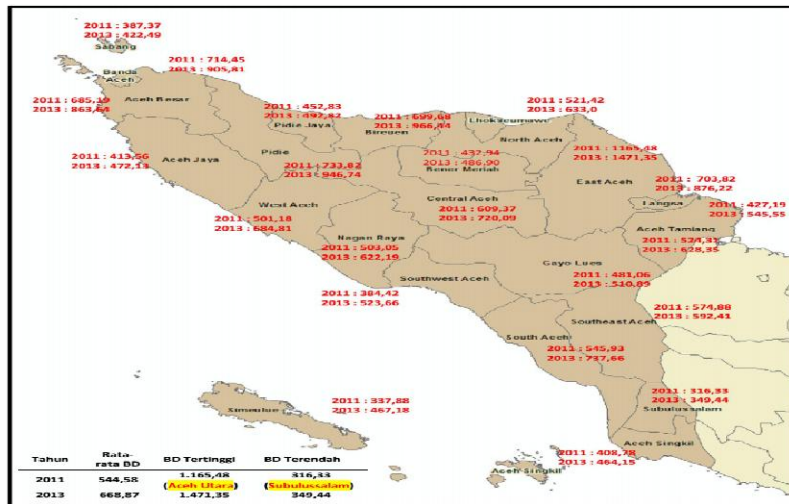 2011 : 387,37
2013 : 422,49
Sabang
Banda
Aceh
2011 : 714,45
2013 : 905,81
2011 : 685,19
2013 : 863,64
Aceh Besar
2011 : 452,83
2013 : 492,82
Pidie Jaya
2011 : 699,68
2013 : 966,44
Bireuen
Lhokseumawe
2011 : 521,42
2013 : 633,0
North Aceh
2011 : 413,56
2013 : 472,13
Aceh Jaya
Pidie
2011 : 733,82
2013 : 946,74
2011 : 437,94
2013 : 486,90
Bener Meriah
2011 : 1165,48
2013 : 1471,35
East Aceh
2011 : 703,82
2013 : 876,22
Langsa
2011 : 427,19
2013 : 545,55
West Aceh
2011 : 501,18
2013 : 684,81
Central Aceh
2011 : 609,37
2013 : 720,09
Aceh Tamiang
2013 : 628,35
Nagan Raya
2011 : 503,05
2013 : 622,19
Gayo Lues
2011 : 481,06
2013 : 510,89
Southwest Aceh
2011 : 384,42
2013 : 523,66
2011 : 574,88
2013 : 592,41
Southeast Aceh
South Aceh
2011 : 545,93
2013 : 737,66
2011 : 337,88
2013 : 467,18
Simeulue
2011 : 316,33
2013 : 349,44
Subulussalam
Aceh Singkil
2011 : 408,78
2013 : 464,15
Aceh Singkil
Tahun Rata-rata BD BD Tertinggi BD Terendah
2011 544,58 1.165,48 (Aceh Utara) 316,33 (Subulussalam)
2013 668,87 1.471,35 349,44